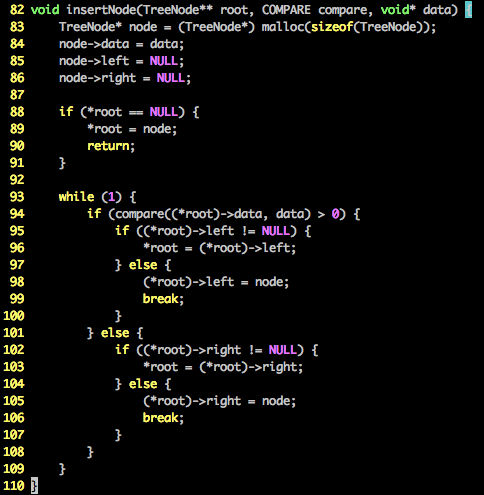 82 void insertNode(TreeNode** root, COMPARE compare, void* data) {
83     TreeNode* node = (TreeNode*) malloc(sizeof(TreeNode));
84     node->data = data;
85     node->left = NULL;
86     node->right = NULL;
87
88     if (*root == NULL) {
89         *root = node;
90         return;
91     }
92
93     while (1) {
94         if (compare((*root)->data, data) > 0) {
95             if ((*root)->left != NULL) {
96                 *root = (*root)->left;
97             } else {
98                 (*root)->left = node;
99                 break;
100             }
101         } else {
102             if ((*root)->right != NULL) {
103                 *root = (*root)->right;
104             } else {
105                 (*root)->right = node;
106                 break;
107             }
108         }
109     }
110 }